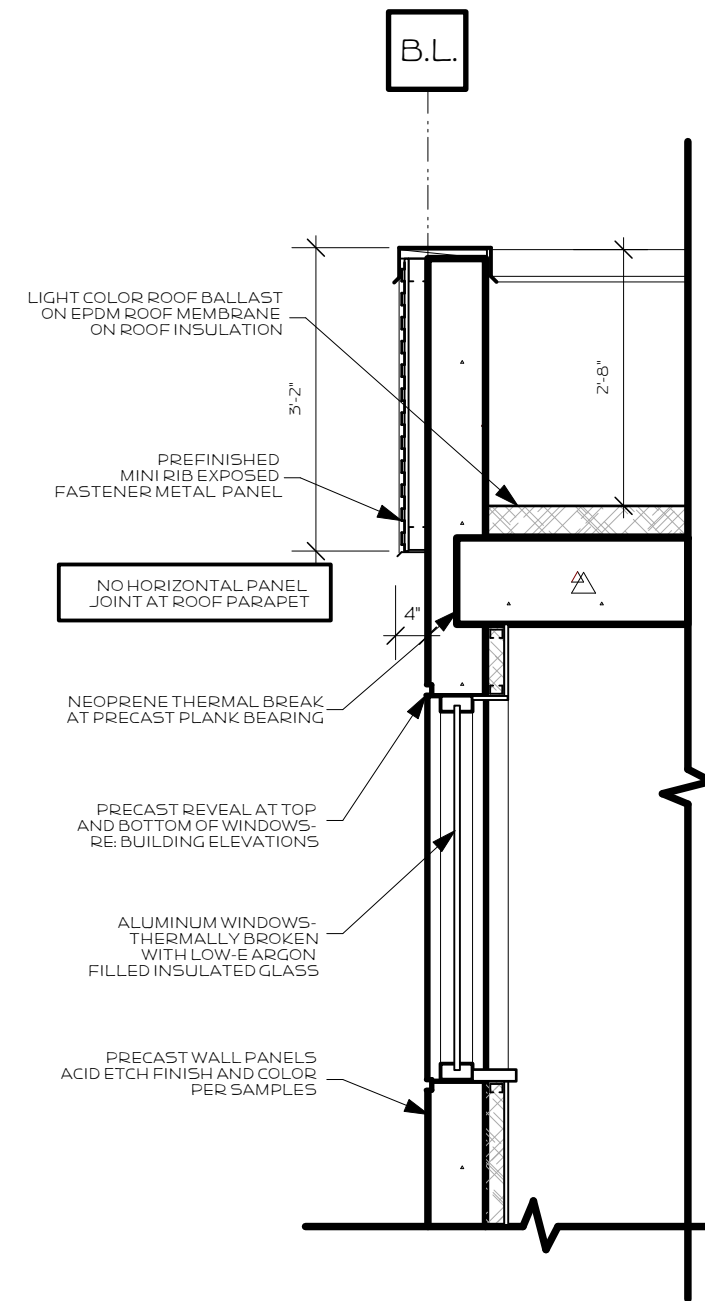 B.L.
LIGHT COLOR ROOF BALLAST
ON EPDM ROOF MEMBRANE
ON ROOF INSULATION
3'-2"
2'-8"
PREFINISHED
MINI RIB EXPOSED
FASTENER METAL PANEL
NO HORIZONTAL PANEL
JOINT AT ROOF PARAPET
4"
NEOPRENE THERMAL BREAK
AT PRECAST PLANK BEARING
PRECAST REVEAL AT TOP
AND BOTTOM OF WINDOWS-
RE: BUILDING ELEVATIONS
ALUMINUM WINDOWS-
THERMALLY BROKEN
WITH LOW-E ARGON
FILLED INSULATED GLASS
PRECAST WALL PANELS
ACID ETCH FINISH AND COLOR
PER SAMPLES